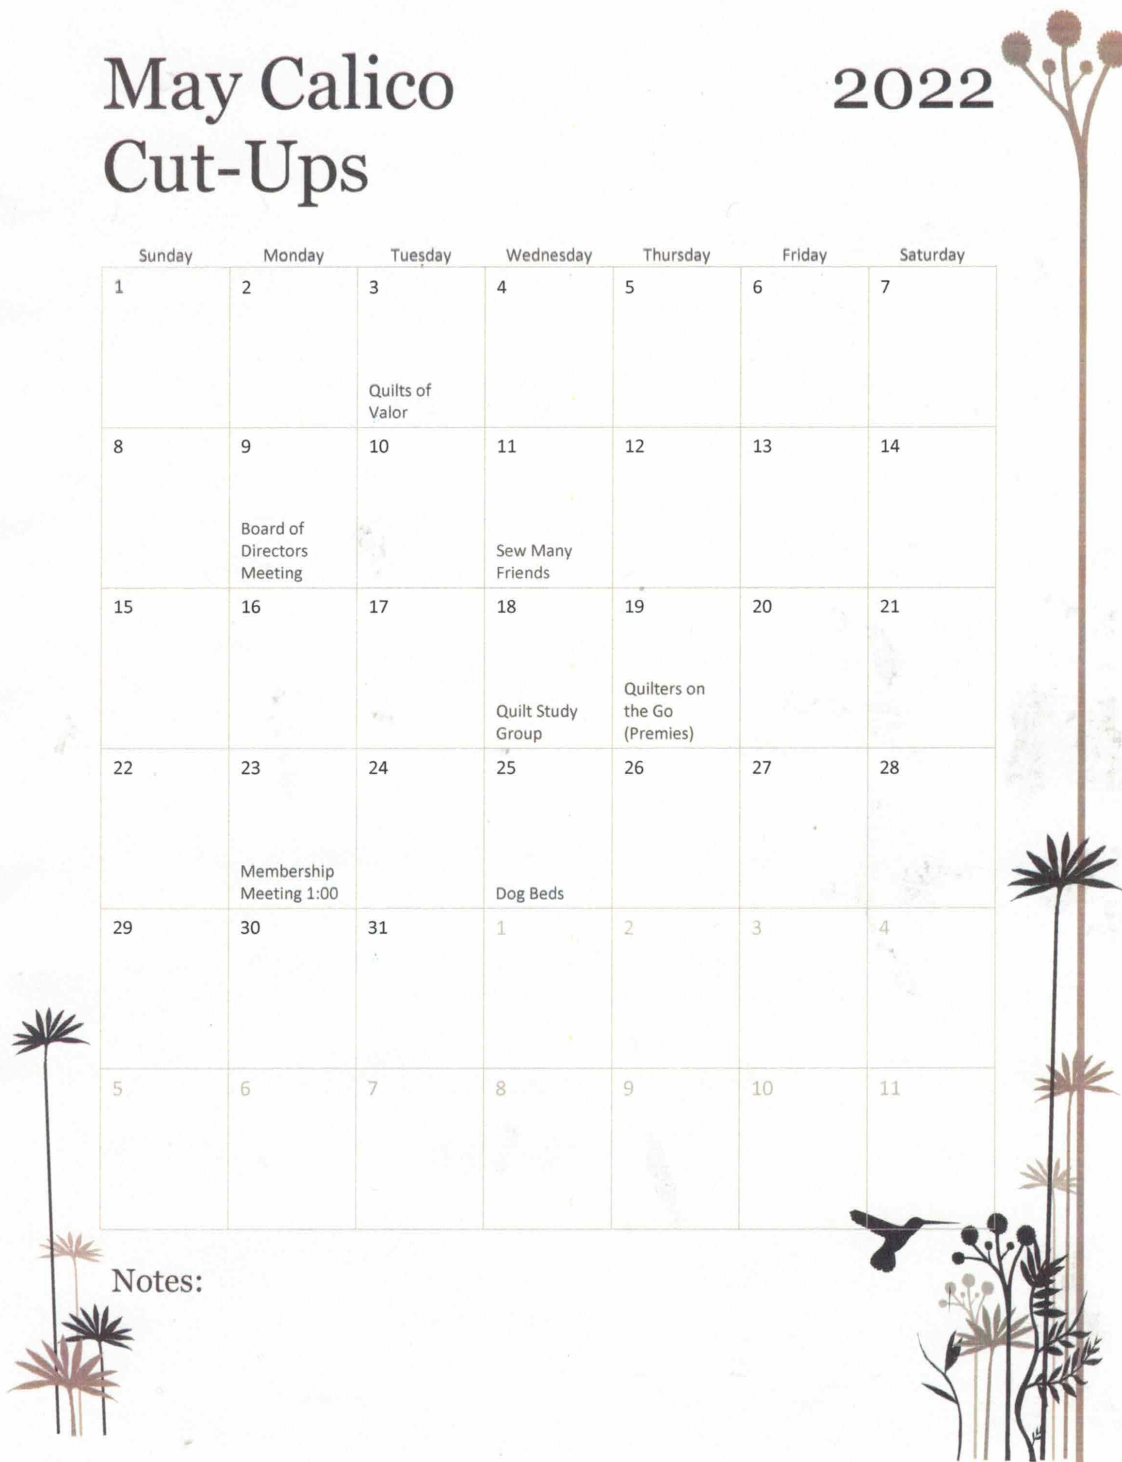 May Calico
Cut-Ups
2022
Sunday Monday Tuesday Wednesday Thursday Friday Saturday
1 2 3 4 5 6 7
Quilts of
Valor
8 9 10 11 12 13 14
Board of
Directors
Meeting
Sew Many
Friends
15 16 17 18 19 20 21
Quilt Study
Group
Quilters on
the Go
(Premies)
22 23 24 25 26 27 28
Membership
Meeting 1:00
Dog Beds
29 30 31 1 2 3 4
5 6 7 8 9 10 11
Notes: